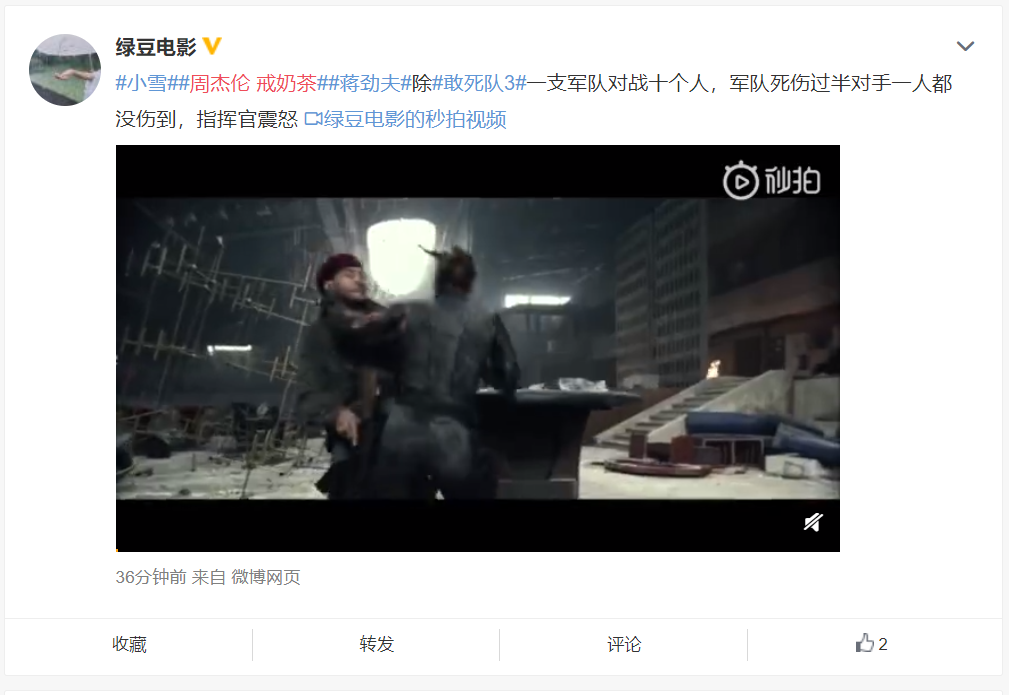 绿豆电影
#小雪##周杰伦 戒奶茶##蒋劲夫#除#敢死队3#一支军队对战十个人，军队死伤过半对手一人都
没伤到，指挥官震怒 绿豆电影的秒拍视频
秒拍
36分钟前 来自 微博网页
收藏 转发 评论 2